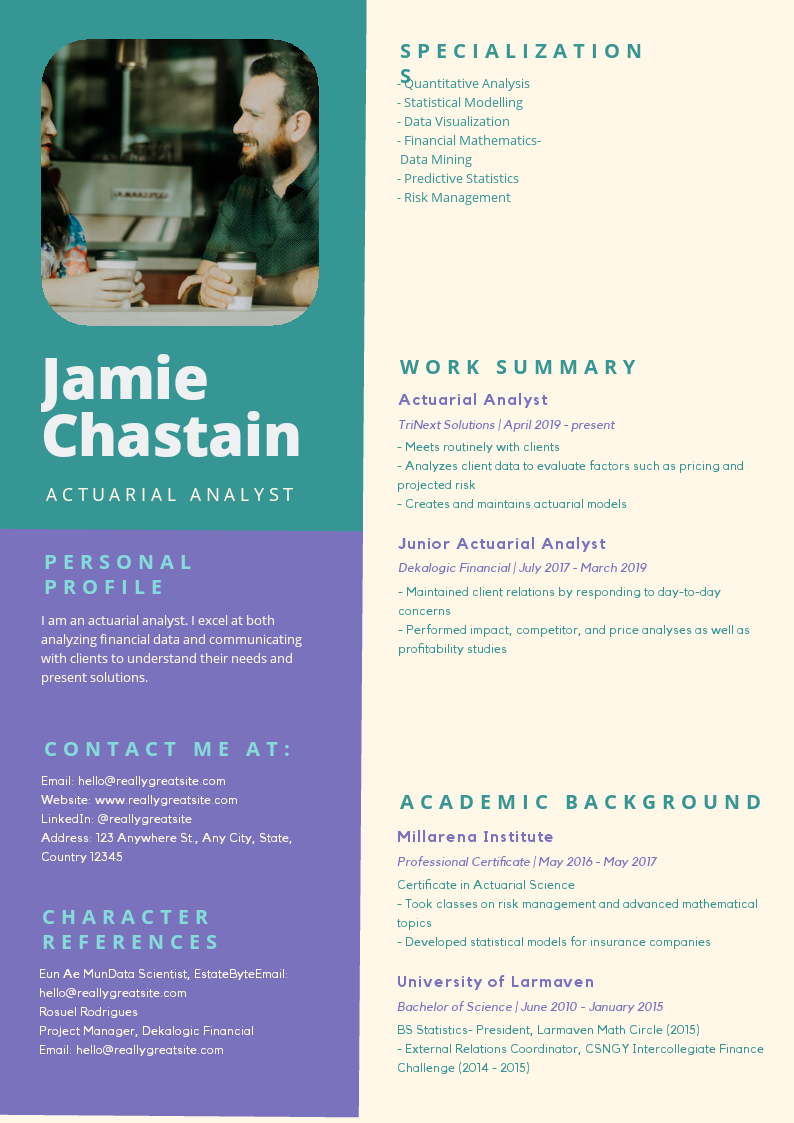 Jamie
Chastain
ACTUARIAL ANALYST
PERSONAL
PROFILE
I am an actuarial analyst. I excel at both
analyzing financial data and communicating
with clients to understand their needs and
present solutions.
CONTACT ME AT:
Email: hello@reallygreatsite.com
Website: www.reallygreatsite.com
LinkedIn: @reallygreatsite
Address: 123 Anywhere St., Any City, State,
Country 12345
CHARACTER
REFERENCES
Eun Ae MunData Scientist, EstateByteEmail:
hello@reallygreatsite.com
Rosuel Rodrigues
Project Manager, Dekalogic Financial
Email: hello@reallygreatsite.com
SPECIALIZATION
S
- Quantitative Analysis
- Statistical Modelling
- Data Visualization
- Financial Mathematics-
Data Mining
- Predictive Statistics
- Risk Management
WORK SUMMARY
Actuarial Analyst
TriNext Solutions | April 2019 - present
- Meets routinely with clients
- Analyzes client data to evaluate factors such as pricing and
projected risk
- Creates and maintains actuarial models
Junior Actuarial Analyst
Dekalogic Financial | July 2017 - March 2019
- Maintained client relations by responding to day-to-day
concerns
- Performed impact, competitor, and price analyses as well as
profitability studies
ACADEMIC BACKGROUND
Millarena Institute
Professional Certificate | May 2016 - May 2017
Certificate in Actuarial Science
- Took classes on risk management and advanced mathematical
topics
- Developed statistical models for insurance companies
University of Larmaven
Bachelor of Science | June 2010 - January 2015
BS Statistics- President, Larmaven Math Circle (2015)
- External Relations Coordinator, CSNGY Intercollegiate Finance
Challenge (2014 - 2015)